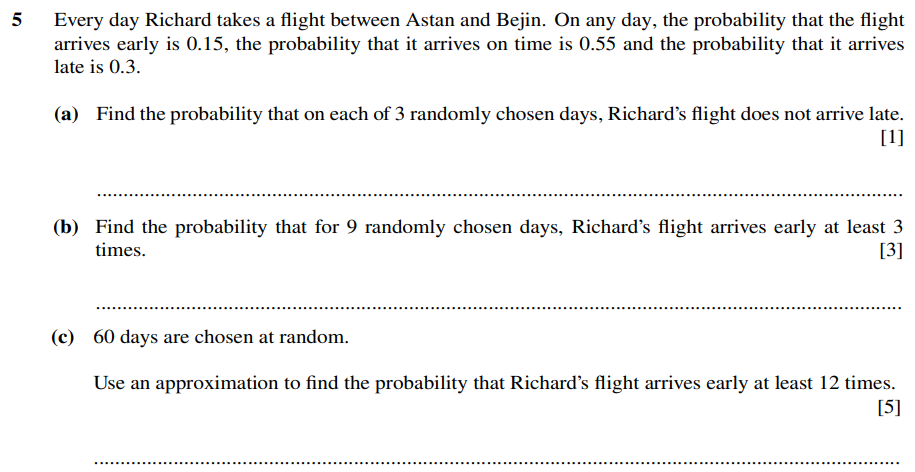 5 Every day Richard takes a flight between Astan and Bejin. On any day, the probability that the flight
arrives early is 0.15, the probability that it arrives on time is 0.55 and the probability that it arrives
late is 0.3.
(a) Find the probability that on each of 3 randomly chosen days, Richard's flight does not arrive late.
[1]
(b) Find the probability that for 9 randomly chosen days, Richard's flight arrives early at least 3
times. [3]
(c) 60 days are chosen at random.
Use an approximation to find the probability that Richard's flight arrives early at least 12 times.
[5]